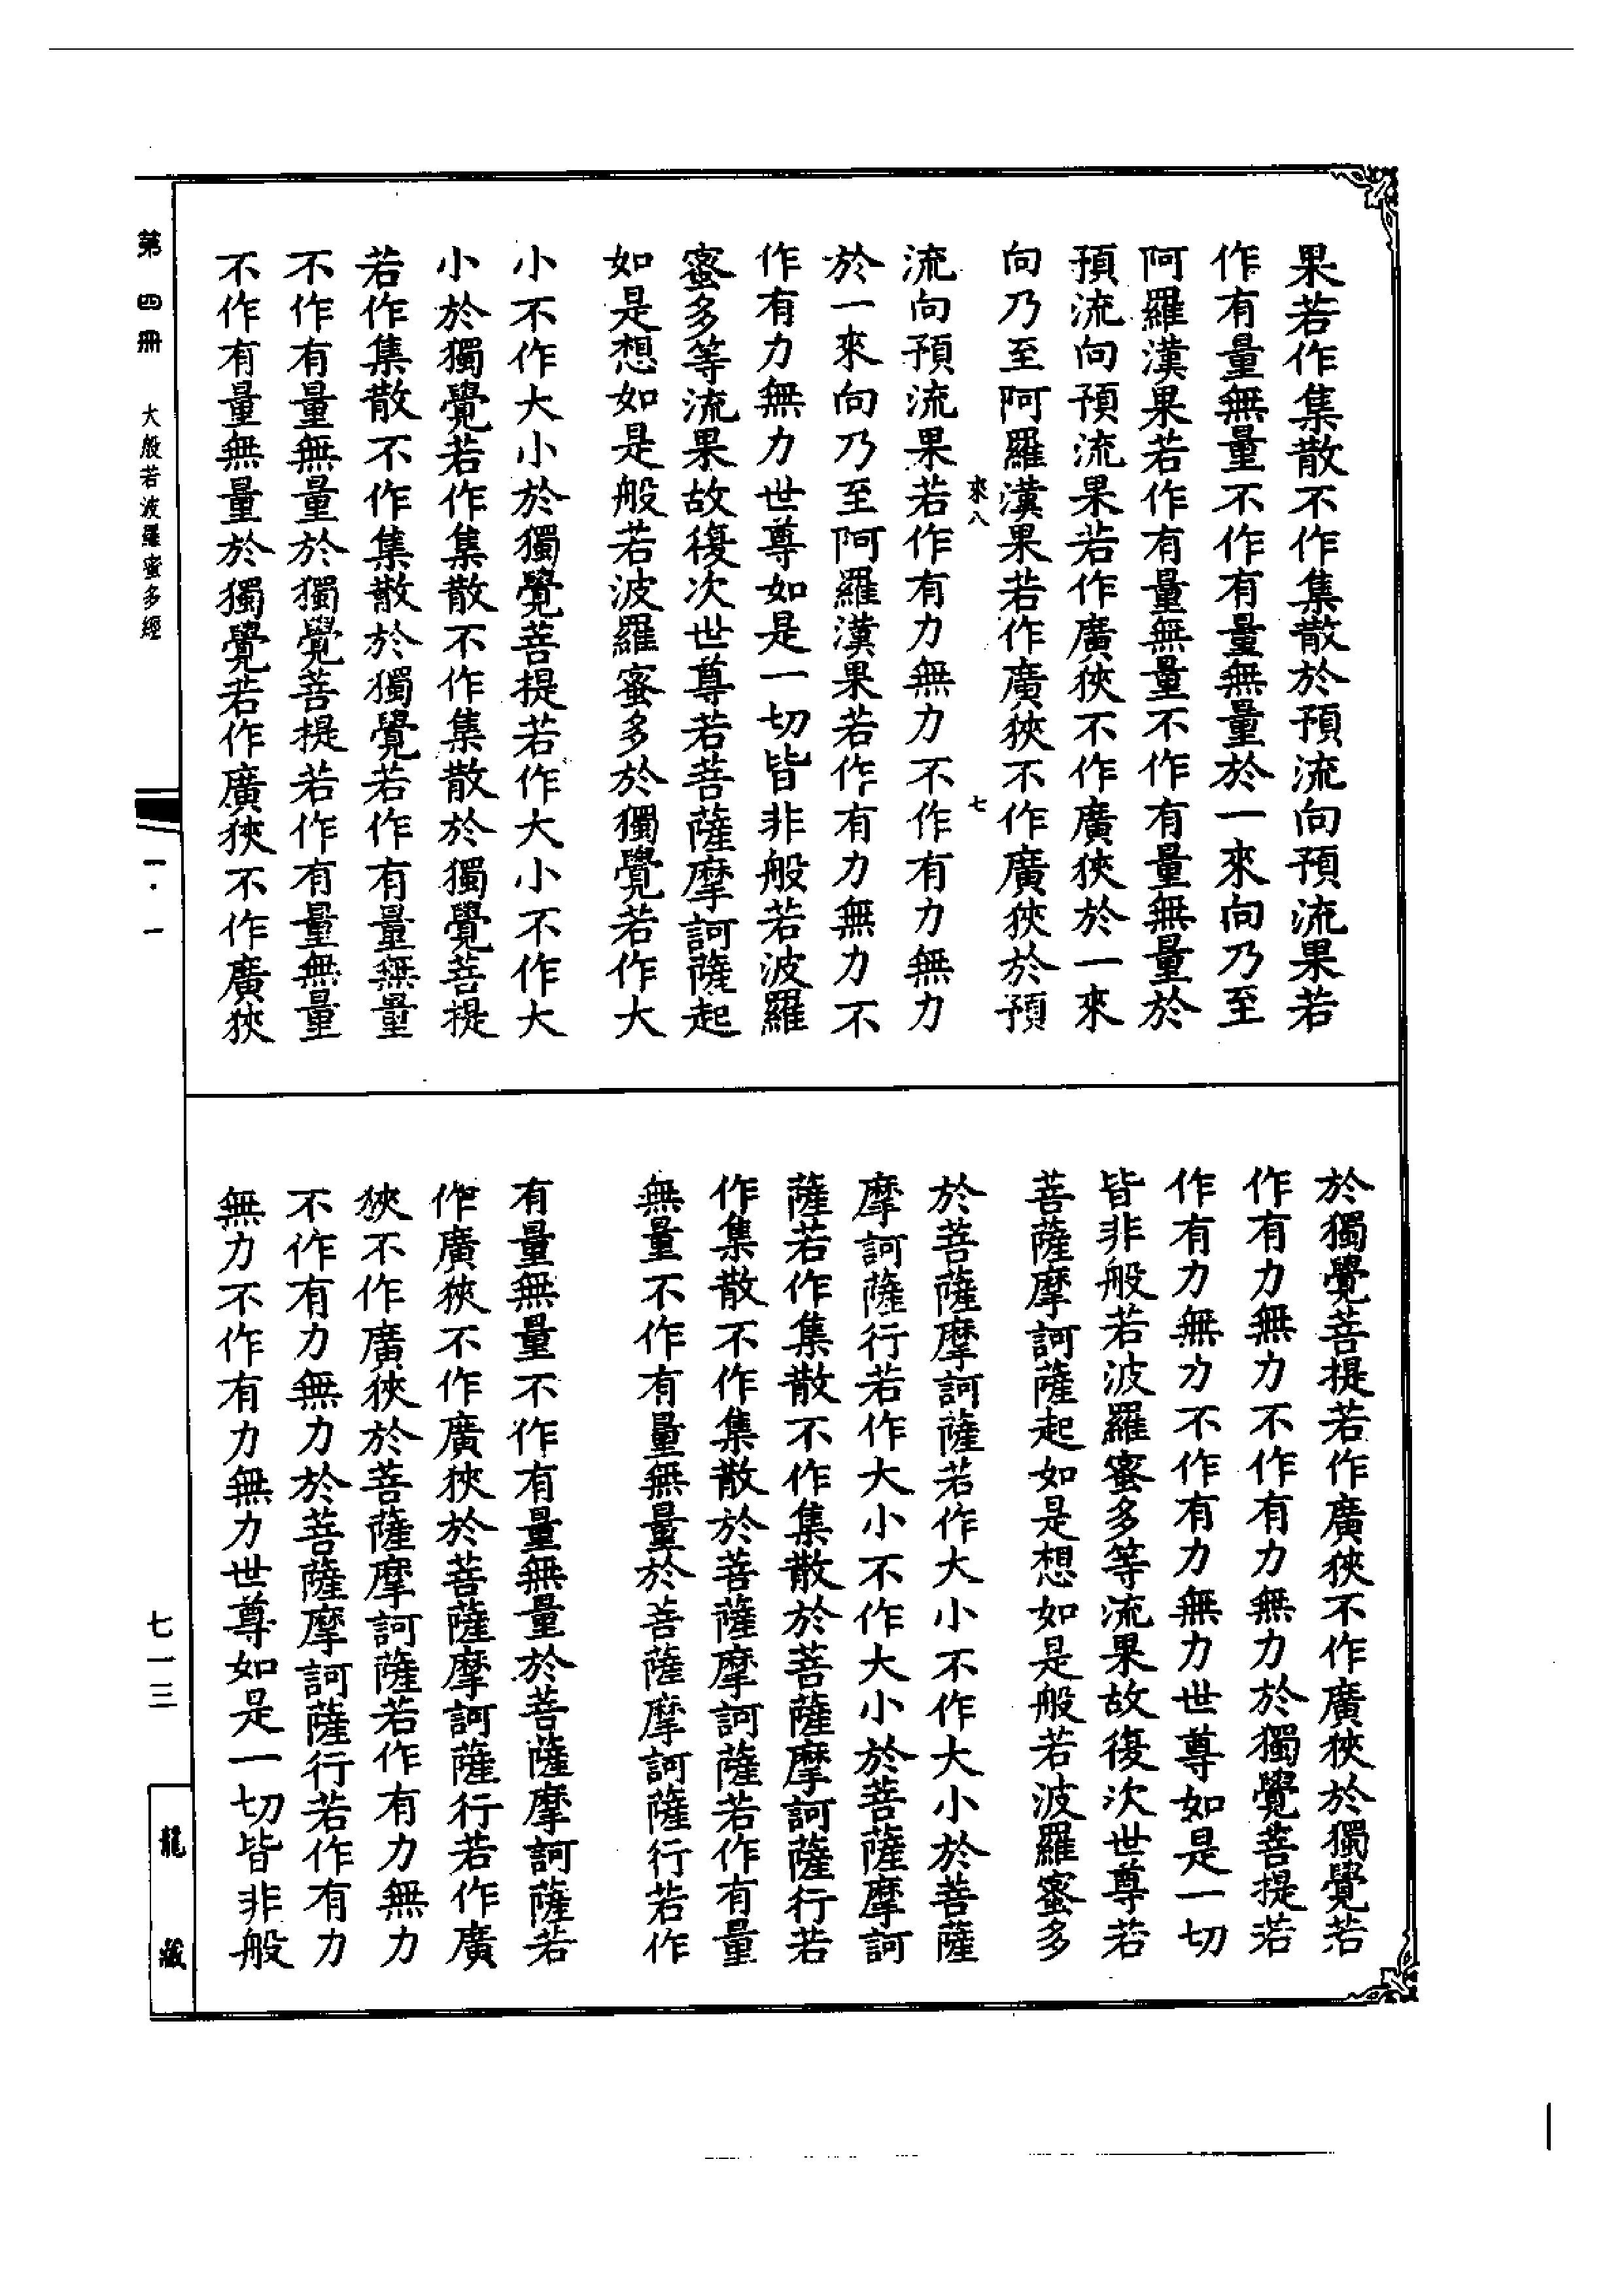 果若作集散不作集散於預流向預流果若
作有量無量不作有量無量於一來向乃至
阿羅漢果若作有量無量不作有量無量於
預流向預流果若作廣狹不作廣狹於一來
向乃至阿羅漢果若作廣狹不作廣狹於預
來八 七
流向預流果若作有力無力不作有力無力
於一來向乃至阿羅漢果若作有力無力不
作有力無力世尊如是一切皆非般若波羅
蜜多等流果故復次世尊若菩薩摩訶薩起
如是想如是般若波羅蜜多於獨覺若作大
小不作大小於獨覺菩提若作大小不作大
小於獨覺若作集散不作集散於獨覺菩提
若作集散不作集散於獨覺若作有量無量
不作有量無量於獨覺菩提若作有量無量
不作有量無量於獨覺若作廣狹不作廣狹
於獨覺菩提若作廣狹不作廣狹於獨覺若
作有力無力不作有力無力於獨覺菩提若
作有力無力不作有力無力世尊如是一切
皆非般若波羅蜜多等流果故復次世尊若
菩薩摩訶薩起如是想如是般若波羅蜜多
於菩薩摩訶薩若作大小不作大小於菩薩
摩訶薩行若作大小不作大小於菩薩摩訶
薩若作集散不作集散於菩薩摩訶薩行若
作集散不作集散於菩薩摩訶薩若作有量
無量不作有量無量於菩薩摩訶薩行若作
有量無量不作有量無量於菩薩摩訶薩若
作廣狹不作廣狹於菩薩摩訶薩行若作廣
狹不作廣狹於菩薩摩訶薩若作有力無力
不作有力無力於菩薩摩訶薩行若作有力
無力不作有力無力世尊如是一切皆非般
第四冊 大般若波羅蜜多經
一·一
七一三
龍藏